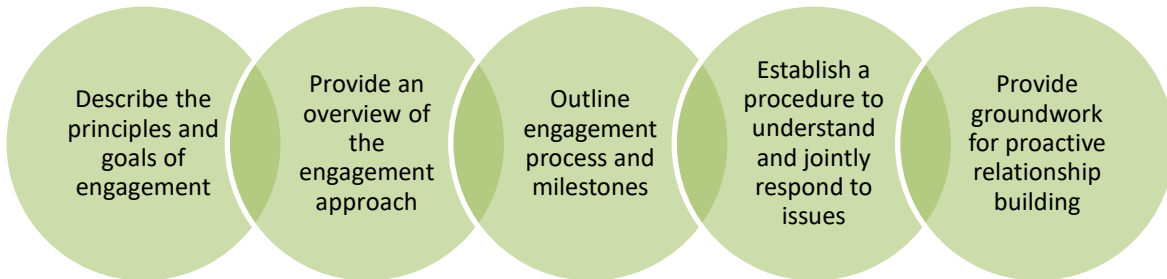 Describe the
principles and
goals of
engagement
Provide an
overview of
the
engagement
approach
Outline
engagement
process and
milestones
Establish a
procedure to
understand
and jointly
respond to
issues
Provide
groundwork
for proactive
relationship
building